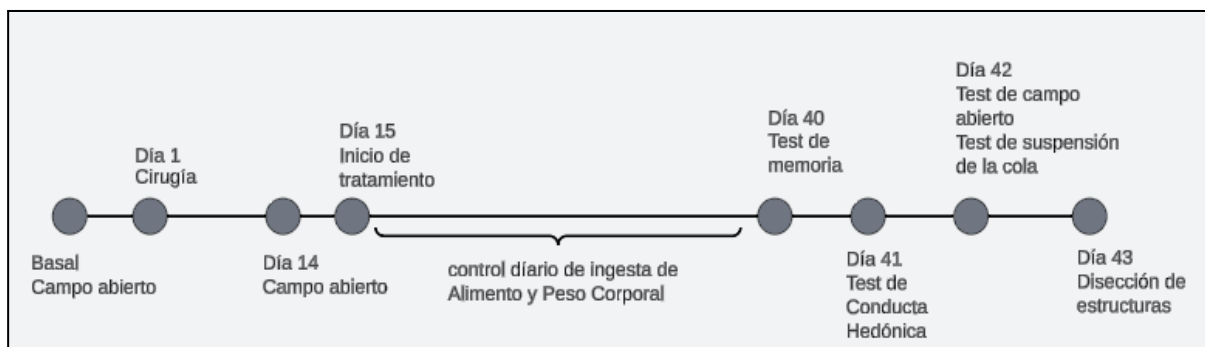 Basal
Campo abierto
Día 1
Cirugía
Día 14
Campo abierto
Día 15
Inicio de
tratamiento
control díario de ingesta de
Alimento y Peso Corporal
Día 40
Test de
memoria
Día 41
Test de
Conducta
Hedónica
Día 42
Test de campo
abierto
Test de suspensión
de la cola
Día 43
Disección de
estructuras